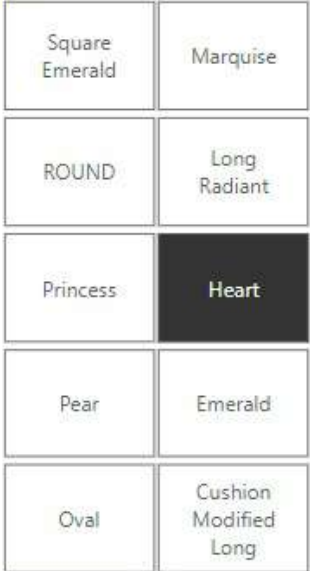 Square
Emerald
Marquise
ROUND
Long
Radiant
Princess
Heart
Pear
Emerald
Oval
Cushion
Modified
Long